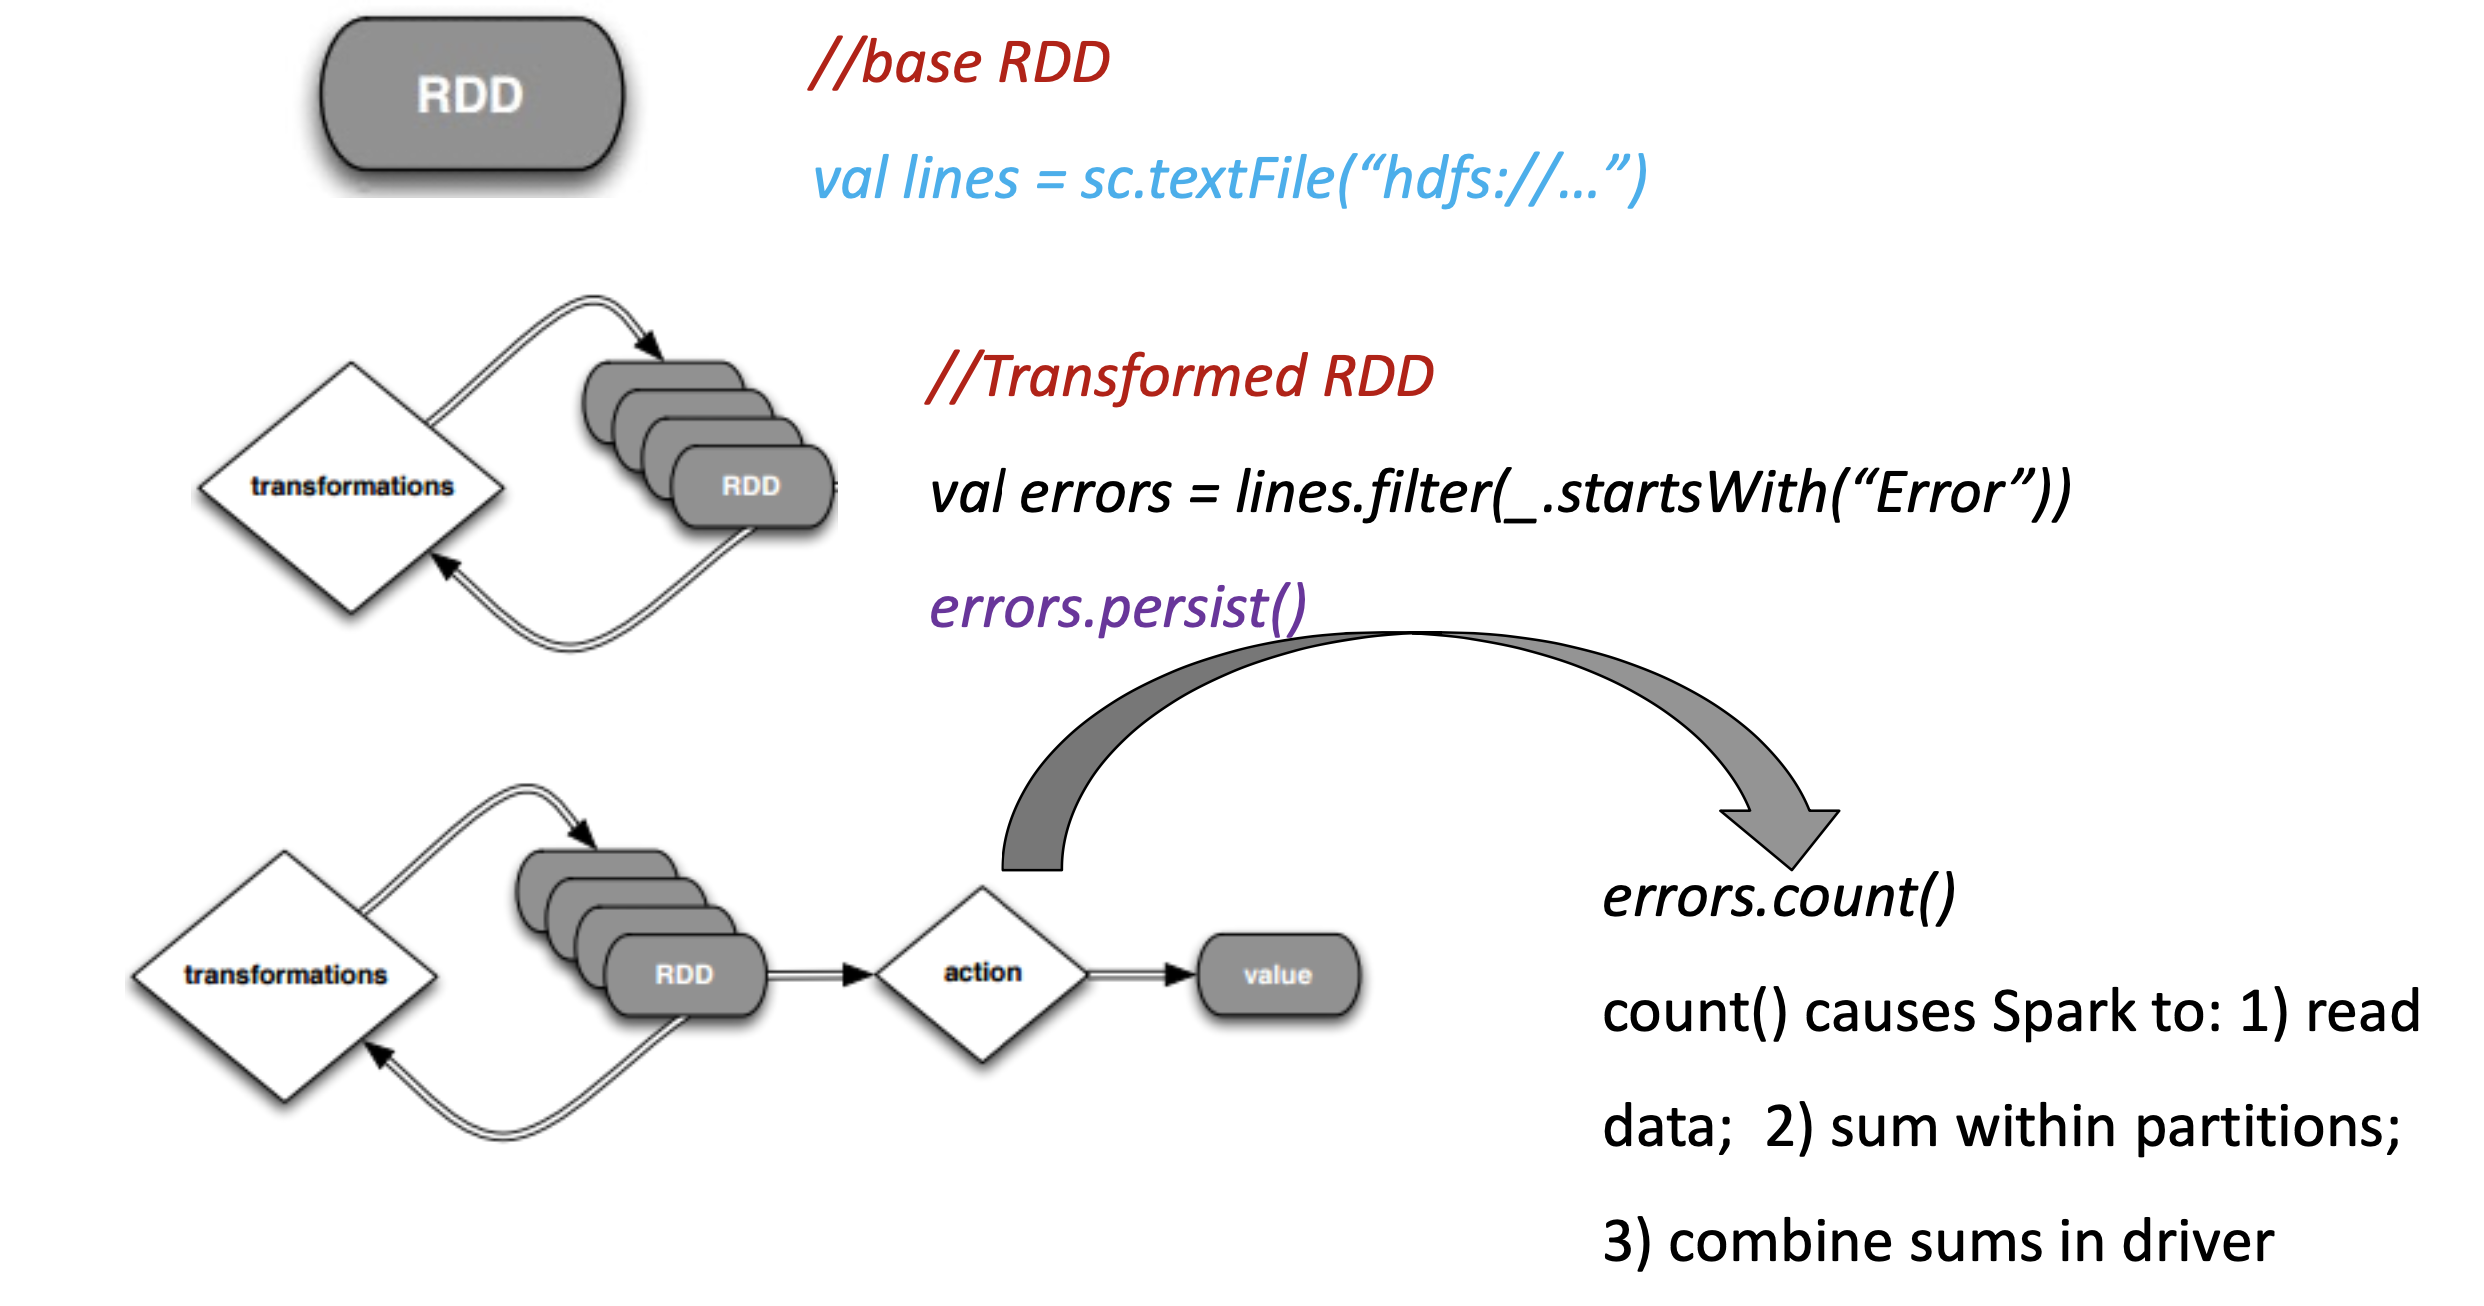 RDD
//base RDD
val lines = sc.textFile(“hdfs://…”)
transformations
RDD
//Transformed RDD
val errors = lines.filter(_.startsWith(“Error”))
errors.persist()
transformations
RDD
action
value
errors.count()
count() causes Spark to: 1) read
data;  2) sum within partitions;
3) combine sums in driver